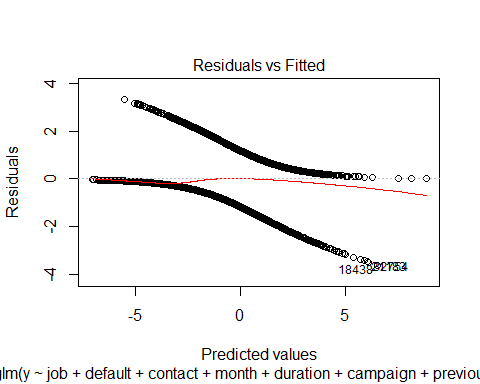 Residuals vs Fitted
Residuals
4
2
0
-2
-4
-5
0
5
Predicted values
glm(y ~ job + default + contact + month + duration + campaign + previou